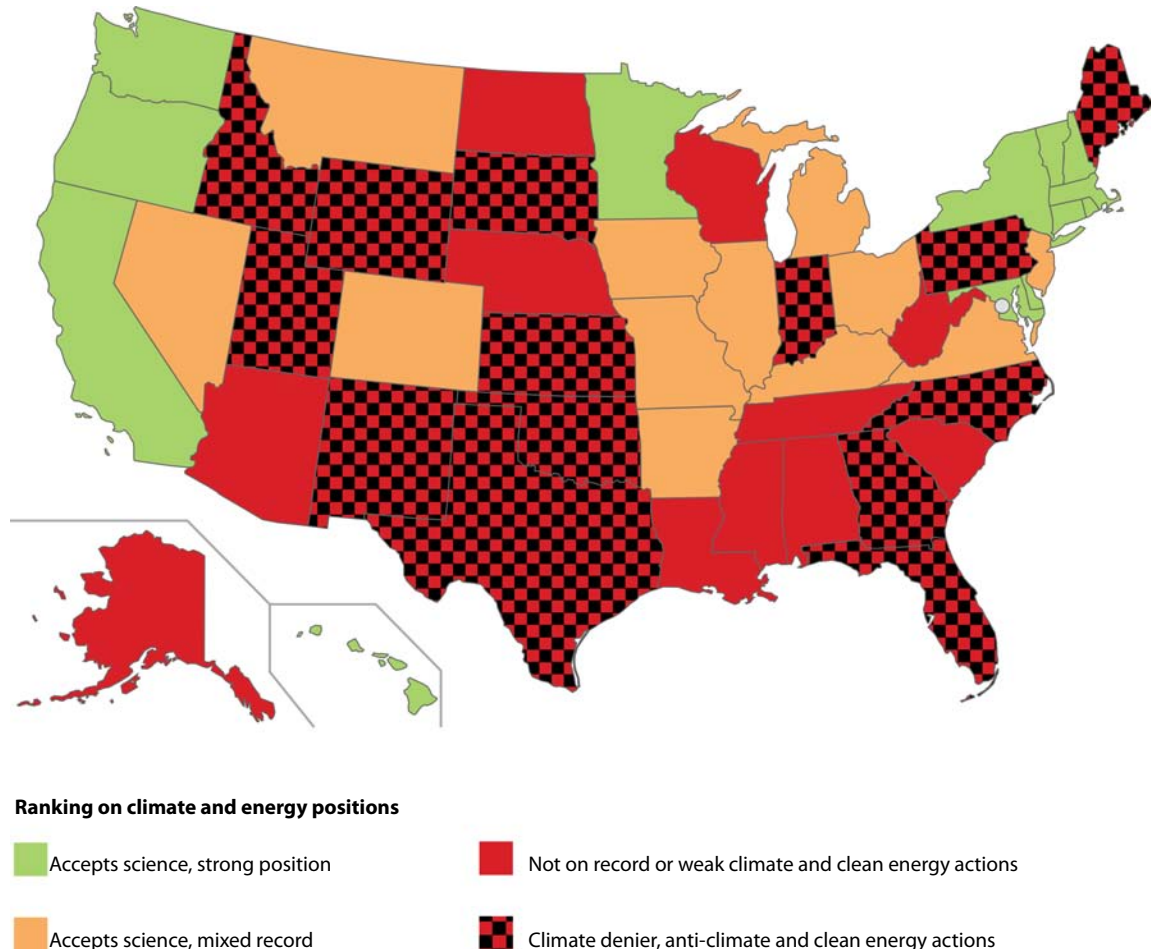 Ranking on climate and energy positions
Accepts science, strong position
Not on record or weak climate and clean energy actions
Accepts science, mixed record
Climate denier, anti-climate and clean energy actions